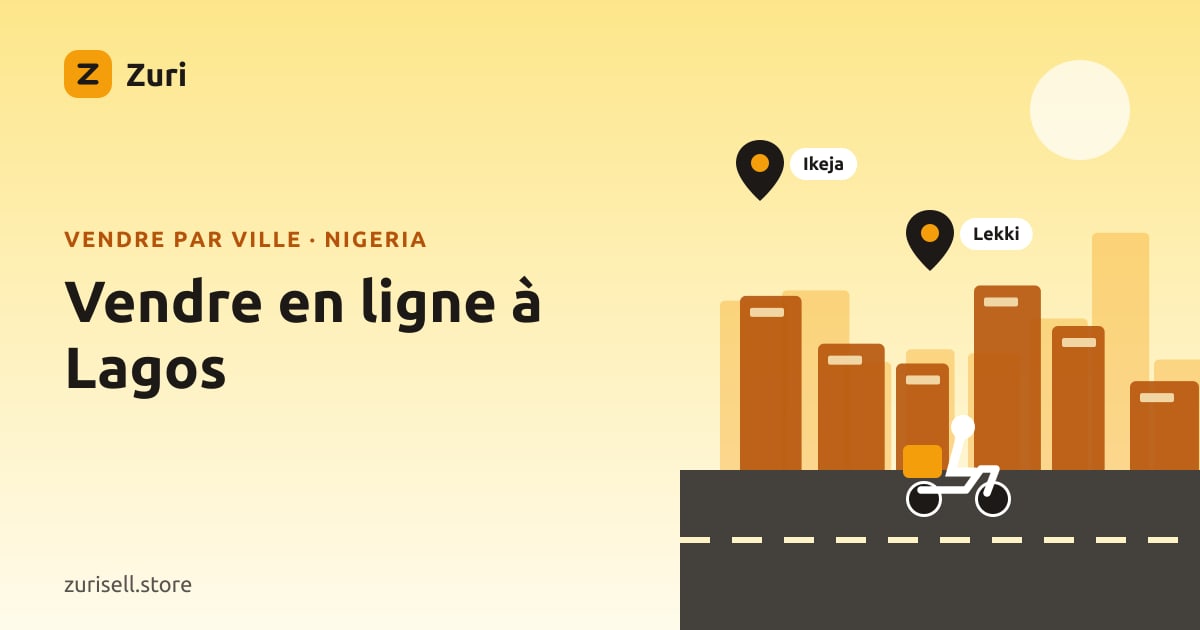 Z Zuri
VENDRE PAR VILLE · NIGERIA
Vendre en ligne à
Lagos
Ikeja
Lekki
zurisell.store